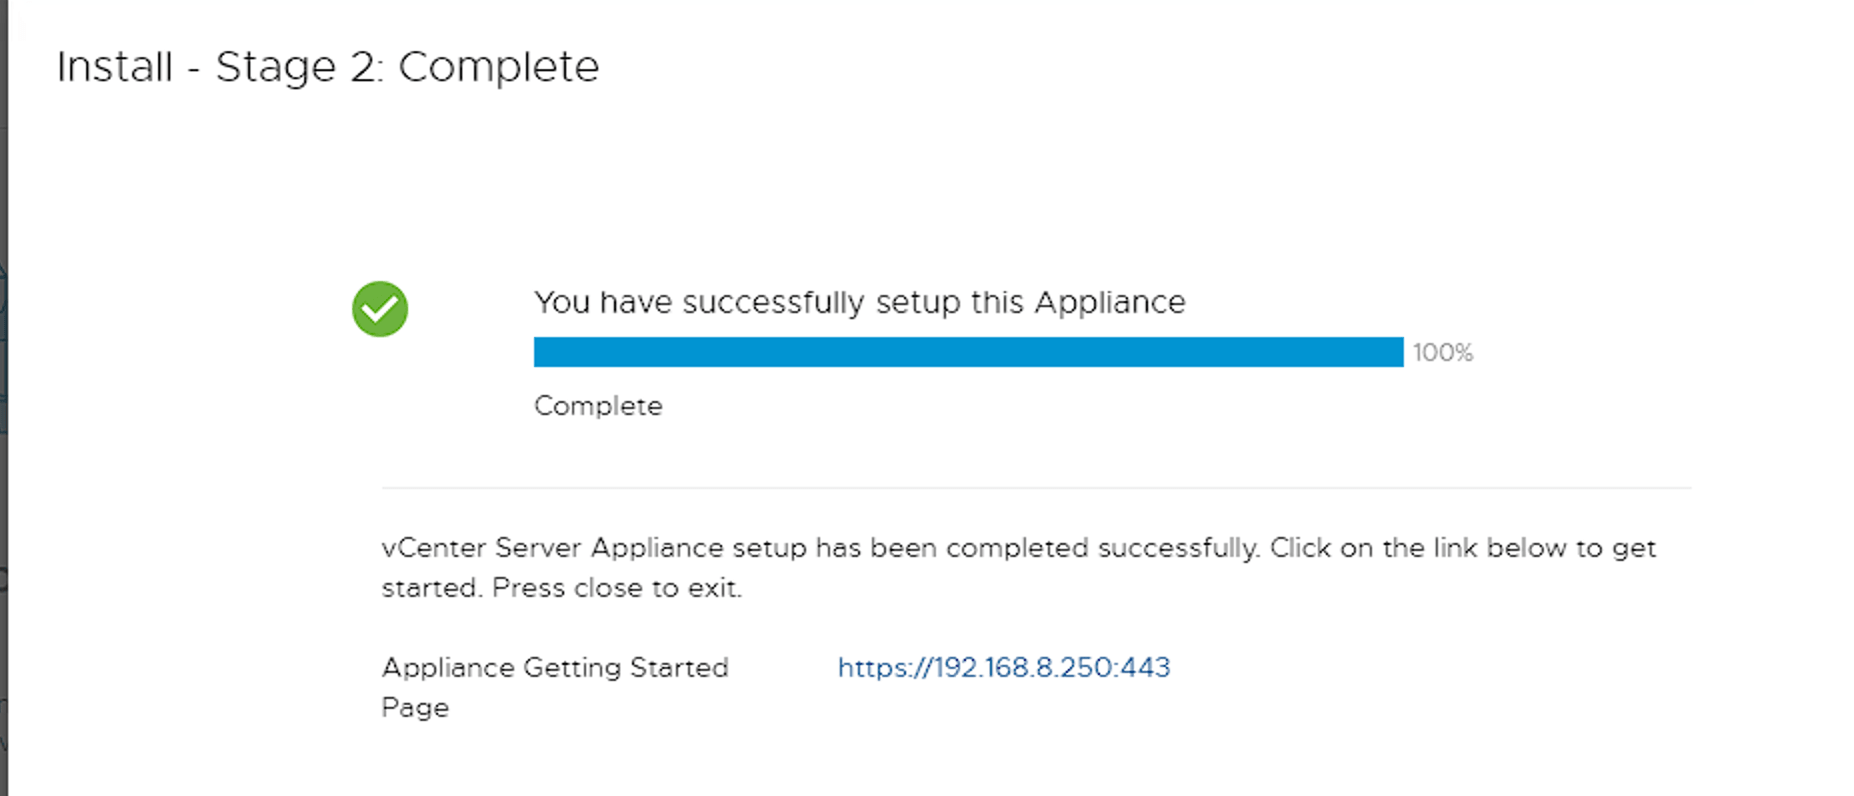 Install - Stage 2: Complete
You have successfully setup this Appliance
100%
Complete
vCenter Server Appliance setup has been completed successfully. Click on the link below to get
started. Press close to exit.
Appliance Getting Started
https://192.168.8.250:443
Page